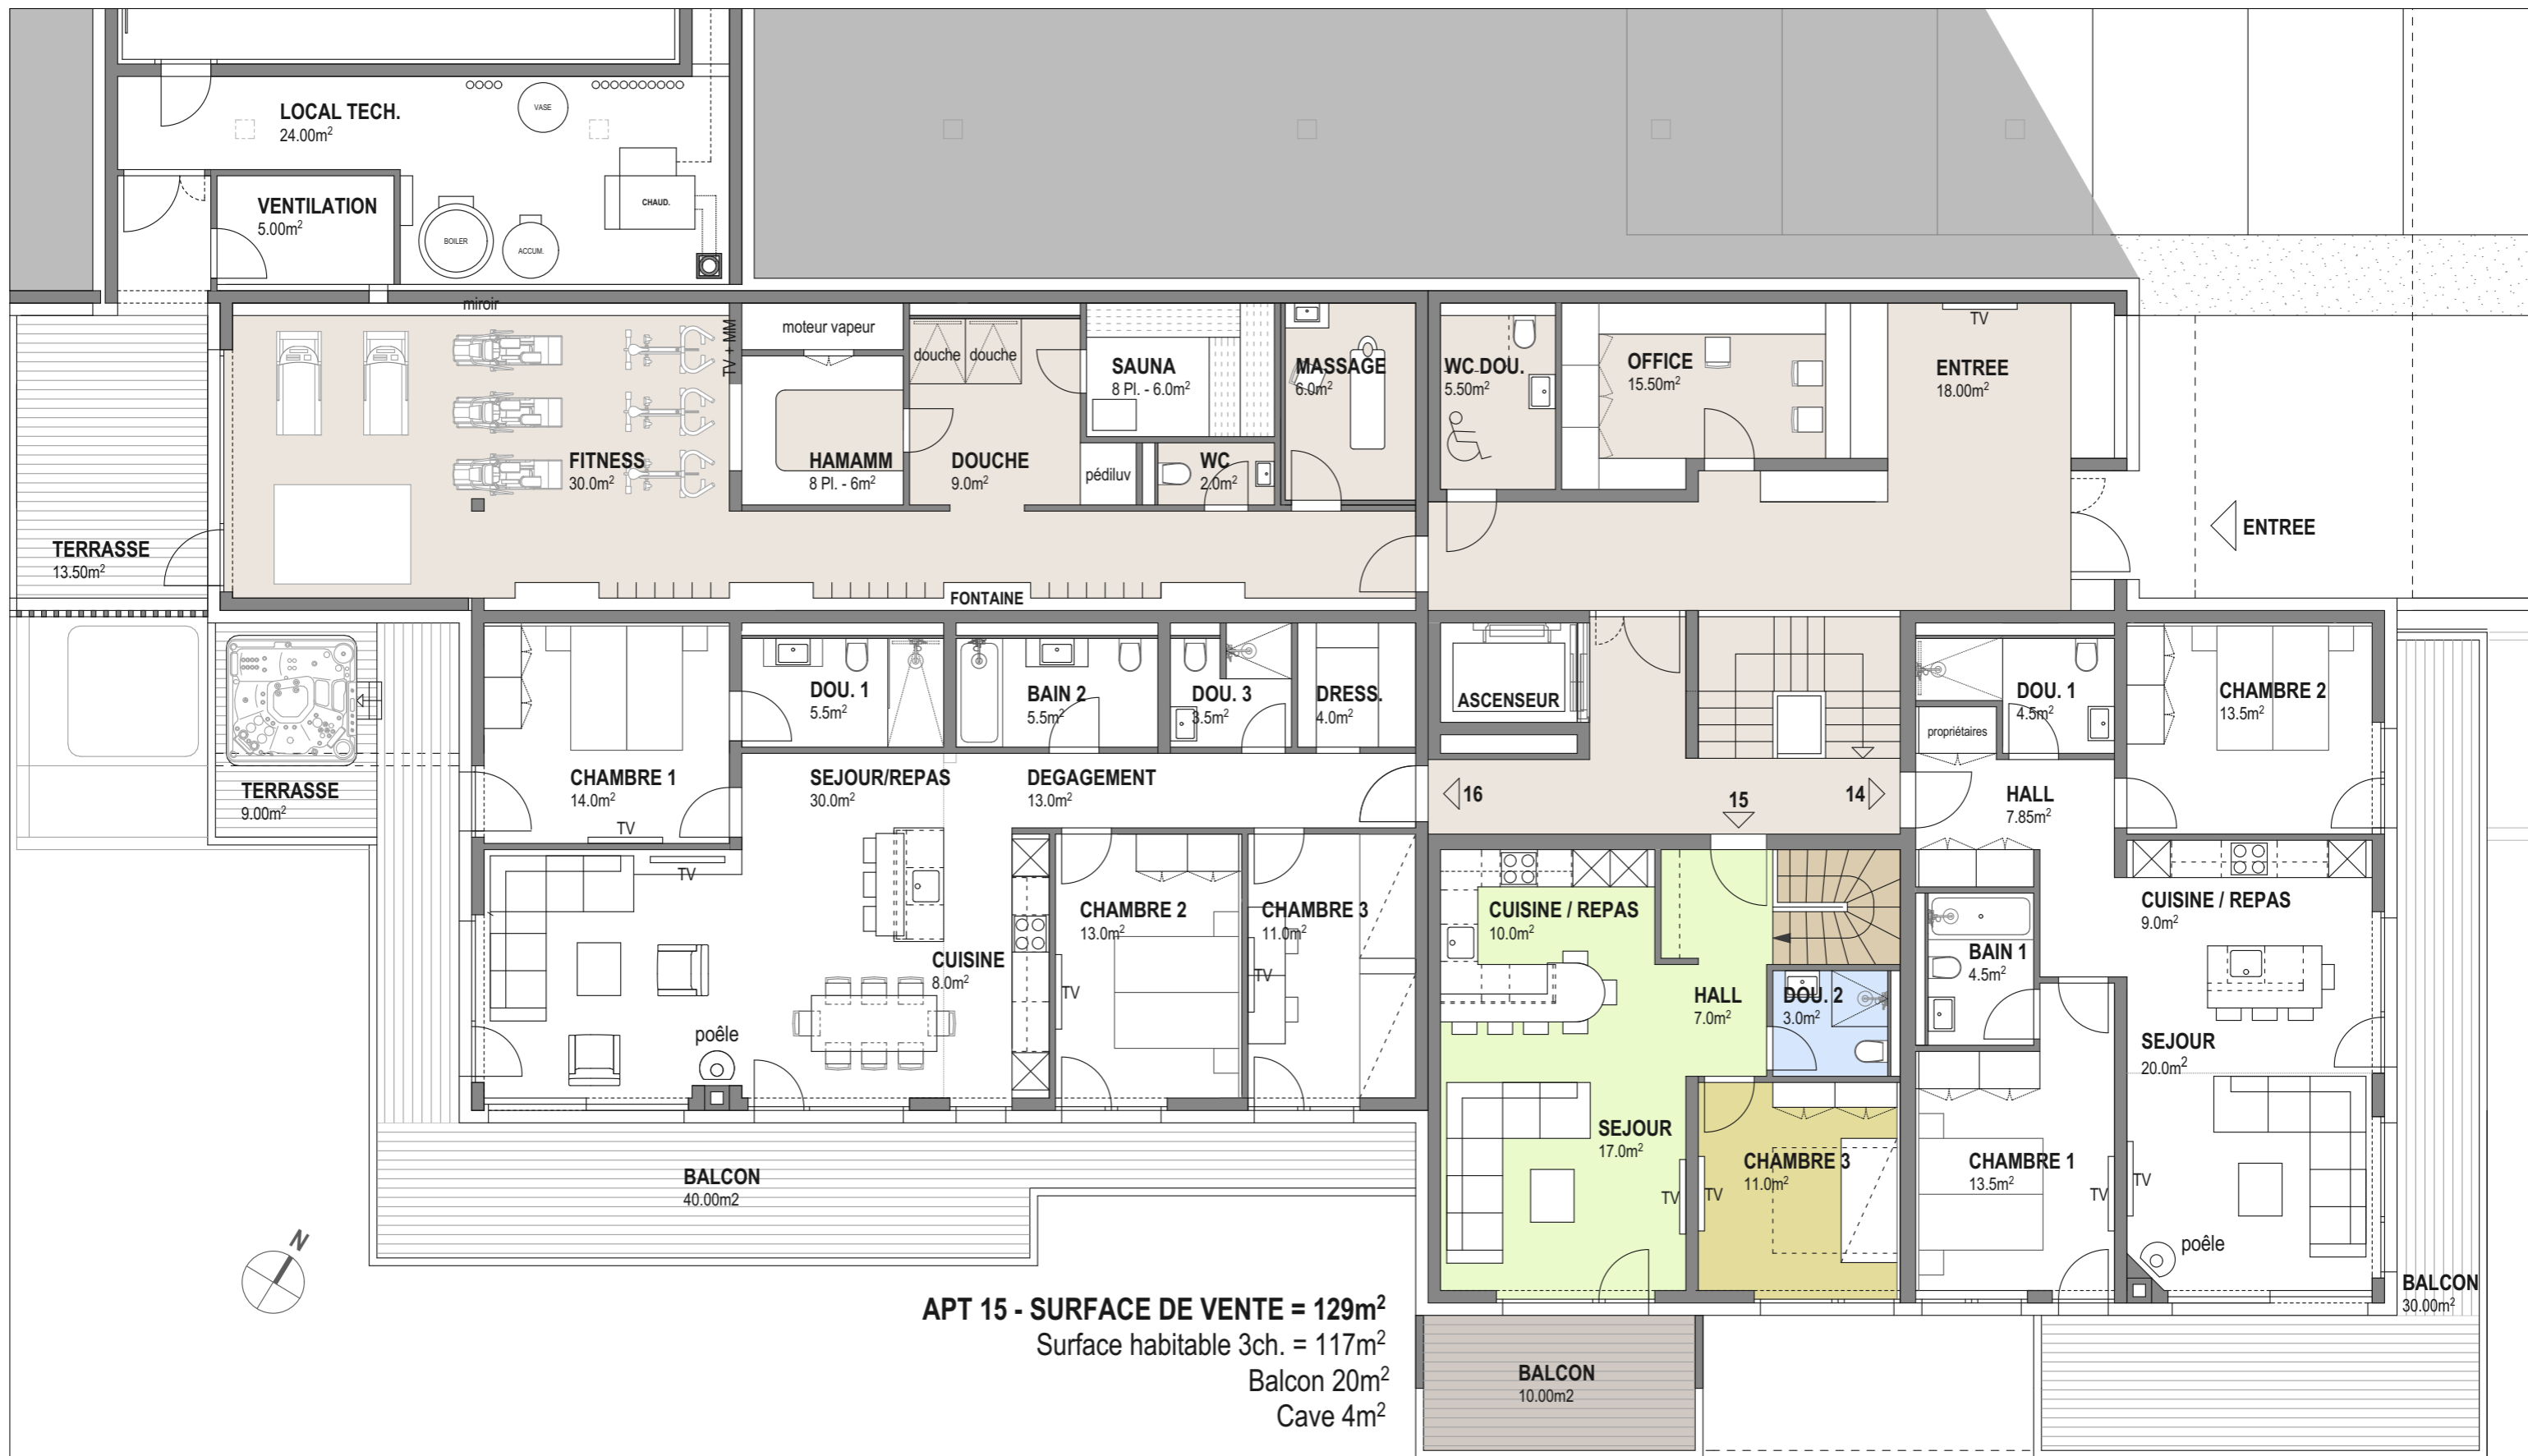 LOCAL TECH.
24.00m²
VASE
VENTILATION
5.00m²
BOILER
ACCUM.
CHAUD.
miroir
TV + MM
moteur vapeur
douche
douche
SAUNA
8 Pl. - 6.0m²
MASSAGE
6.0m²
WC DOU.
5.50m²
OFFICE
15.50m²
TV
ENTREE
18.00m²
FITNESS
30.0m²
HAMAMM
8 Pl. - 6m²
DOUCHE
9.0m²
pédiluv
WC
2.0m²
TERRASSE
13.50m²
ENTREE
FONTAINE
DOU. 1
5.5m²
BAIN 2
5.5m²
DOU. 3
3.5m²
DRESS.
4.0m²
ASCENSEUR
DOU. 1
4.5m²
propriétaires
CHAMBRE 2
13.5m²
TERRASSE
9.00m²
CHAMBRE 1
14.0m²
TV
SEJOUR/REPAS
30.0m²
DEGAGEMENT
13.0m²
16
15
14
HALL
7.85m²
TV
CUISINE
8.0m²
CHAMBRE 2
13.0m²
TV
CHAMBRE 3
11.0m²
TV
CUISINE / REPAS
10.0m²
HALL
7.0m²
DOU. 2
3.0m²
BAIN 1
4.5m²
CUISINE / REPAS
9.0m²
poêle
SEJOUR
20.0m²
SEJOUR
17.0m²
TV
TV
CHAMBRE 3
11.0m²
CHAMBRE 1
13.5m²
TV
TV
poêle
BALCON
40.00m2
N
BALCON
30.00m²
APT 15 - SURFACE DE VENTE = 129m²
Surface habitable 3ch. = 117m²
Balcon 20m²
Cave 4m²
BALCON
10.00m2